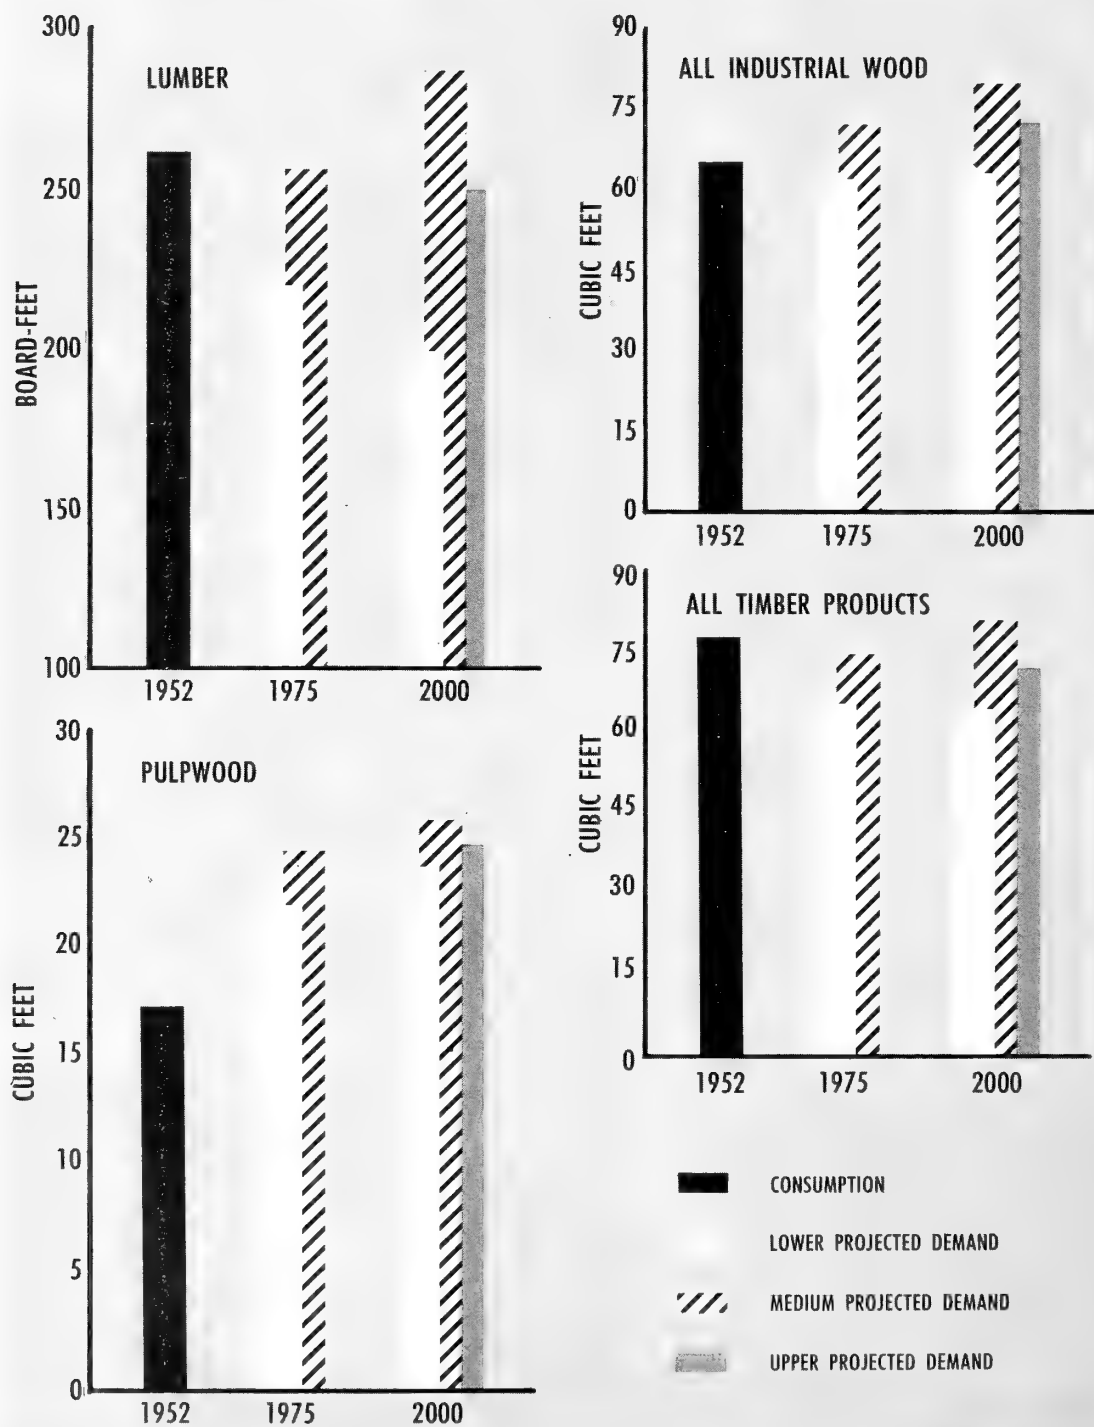 300
LUMBER
250
BOARD-FEET
200
150
100
1952 1975 2000
90
ALL INDUSTRIAL WOOD
75
60
CUBIC FEET
45
30
15
0
1952 1975 2000
30
PULPWOOD
25
20
CUBIC FEET
15
10
5
0
1952 1975 2000
90
ALL TIMBER PRODUCTS
75
60
CUBIC FEET
45
30
15
0
1952 1975 2000
CONSUMPTION
LOWER PROJECTED DEMAND
MEDIUM PROJECTED DEMAND
UPPER PROJECTED DEMAND